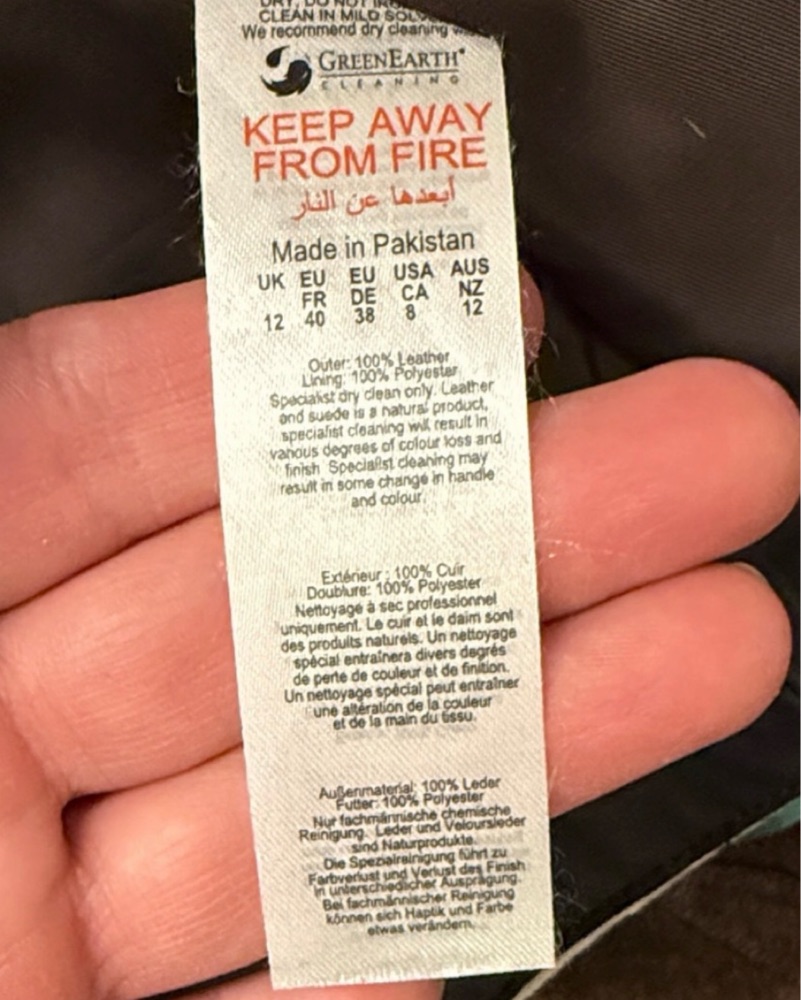 DRY, DO NOT
CLEAN IN MILD
We recommend dry cleaning
GREENEARTH
CLEANING
KEEP AWAY
FROM FIRE
أبعدها عن النار
Made in Pakistan
UK EU EU USA AUS
FR DE CA NZ
12 40 38 8 12
Outer: 100% Leather
Lining: 100% Polyester
Specialist dry clean only. Leather
and suede is a natural product,
specialist cleaning will result in
various degrees of colour loss and
finish Specialist cleaning may
result in some change in handle
and colour.
Extérieur : 100% Cuir
Doublure: 100% Polyester
Nettoyage à sec professionnel
uniquement. Le cuir et le daim sont
des produits naturels. Un nettoyage
spécial entraînera divers degrés
de perte de couleur et de finition.
Un nettoyage spécial peut entraîner
une altération de la couleur
et de la main du tissu.
Außenmaterial: 100% Leder
Futter: 100% Polyester
Nur fachmännische chemische
Reinigung. Leder und Veloursleder
sind Naturprodukte.
Die Spezialreinigung führt zu
Farbverlust und Verlust des Finish
in unterschiedlicher Ausprägung.
Bei fachmännischer Reinigung
können sich Haptik und Farbe
etwas verändern.